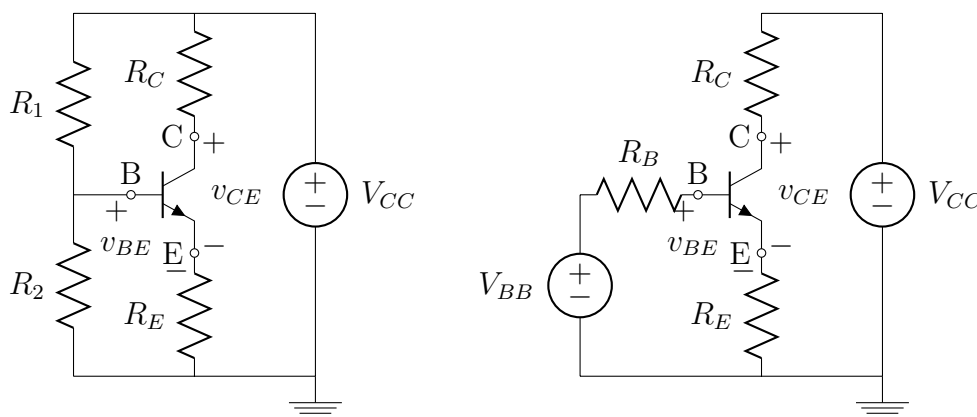 R_C
C +
R_1
B
+ −
V_CC
v_CE
+
v_BE
E −
−
R_2
R_E
R_C
C +
R_B
B
+ −
V_CC
v_CE
+
v_BE
E −
−
V_BB
+ −
R_E